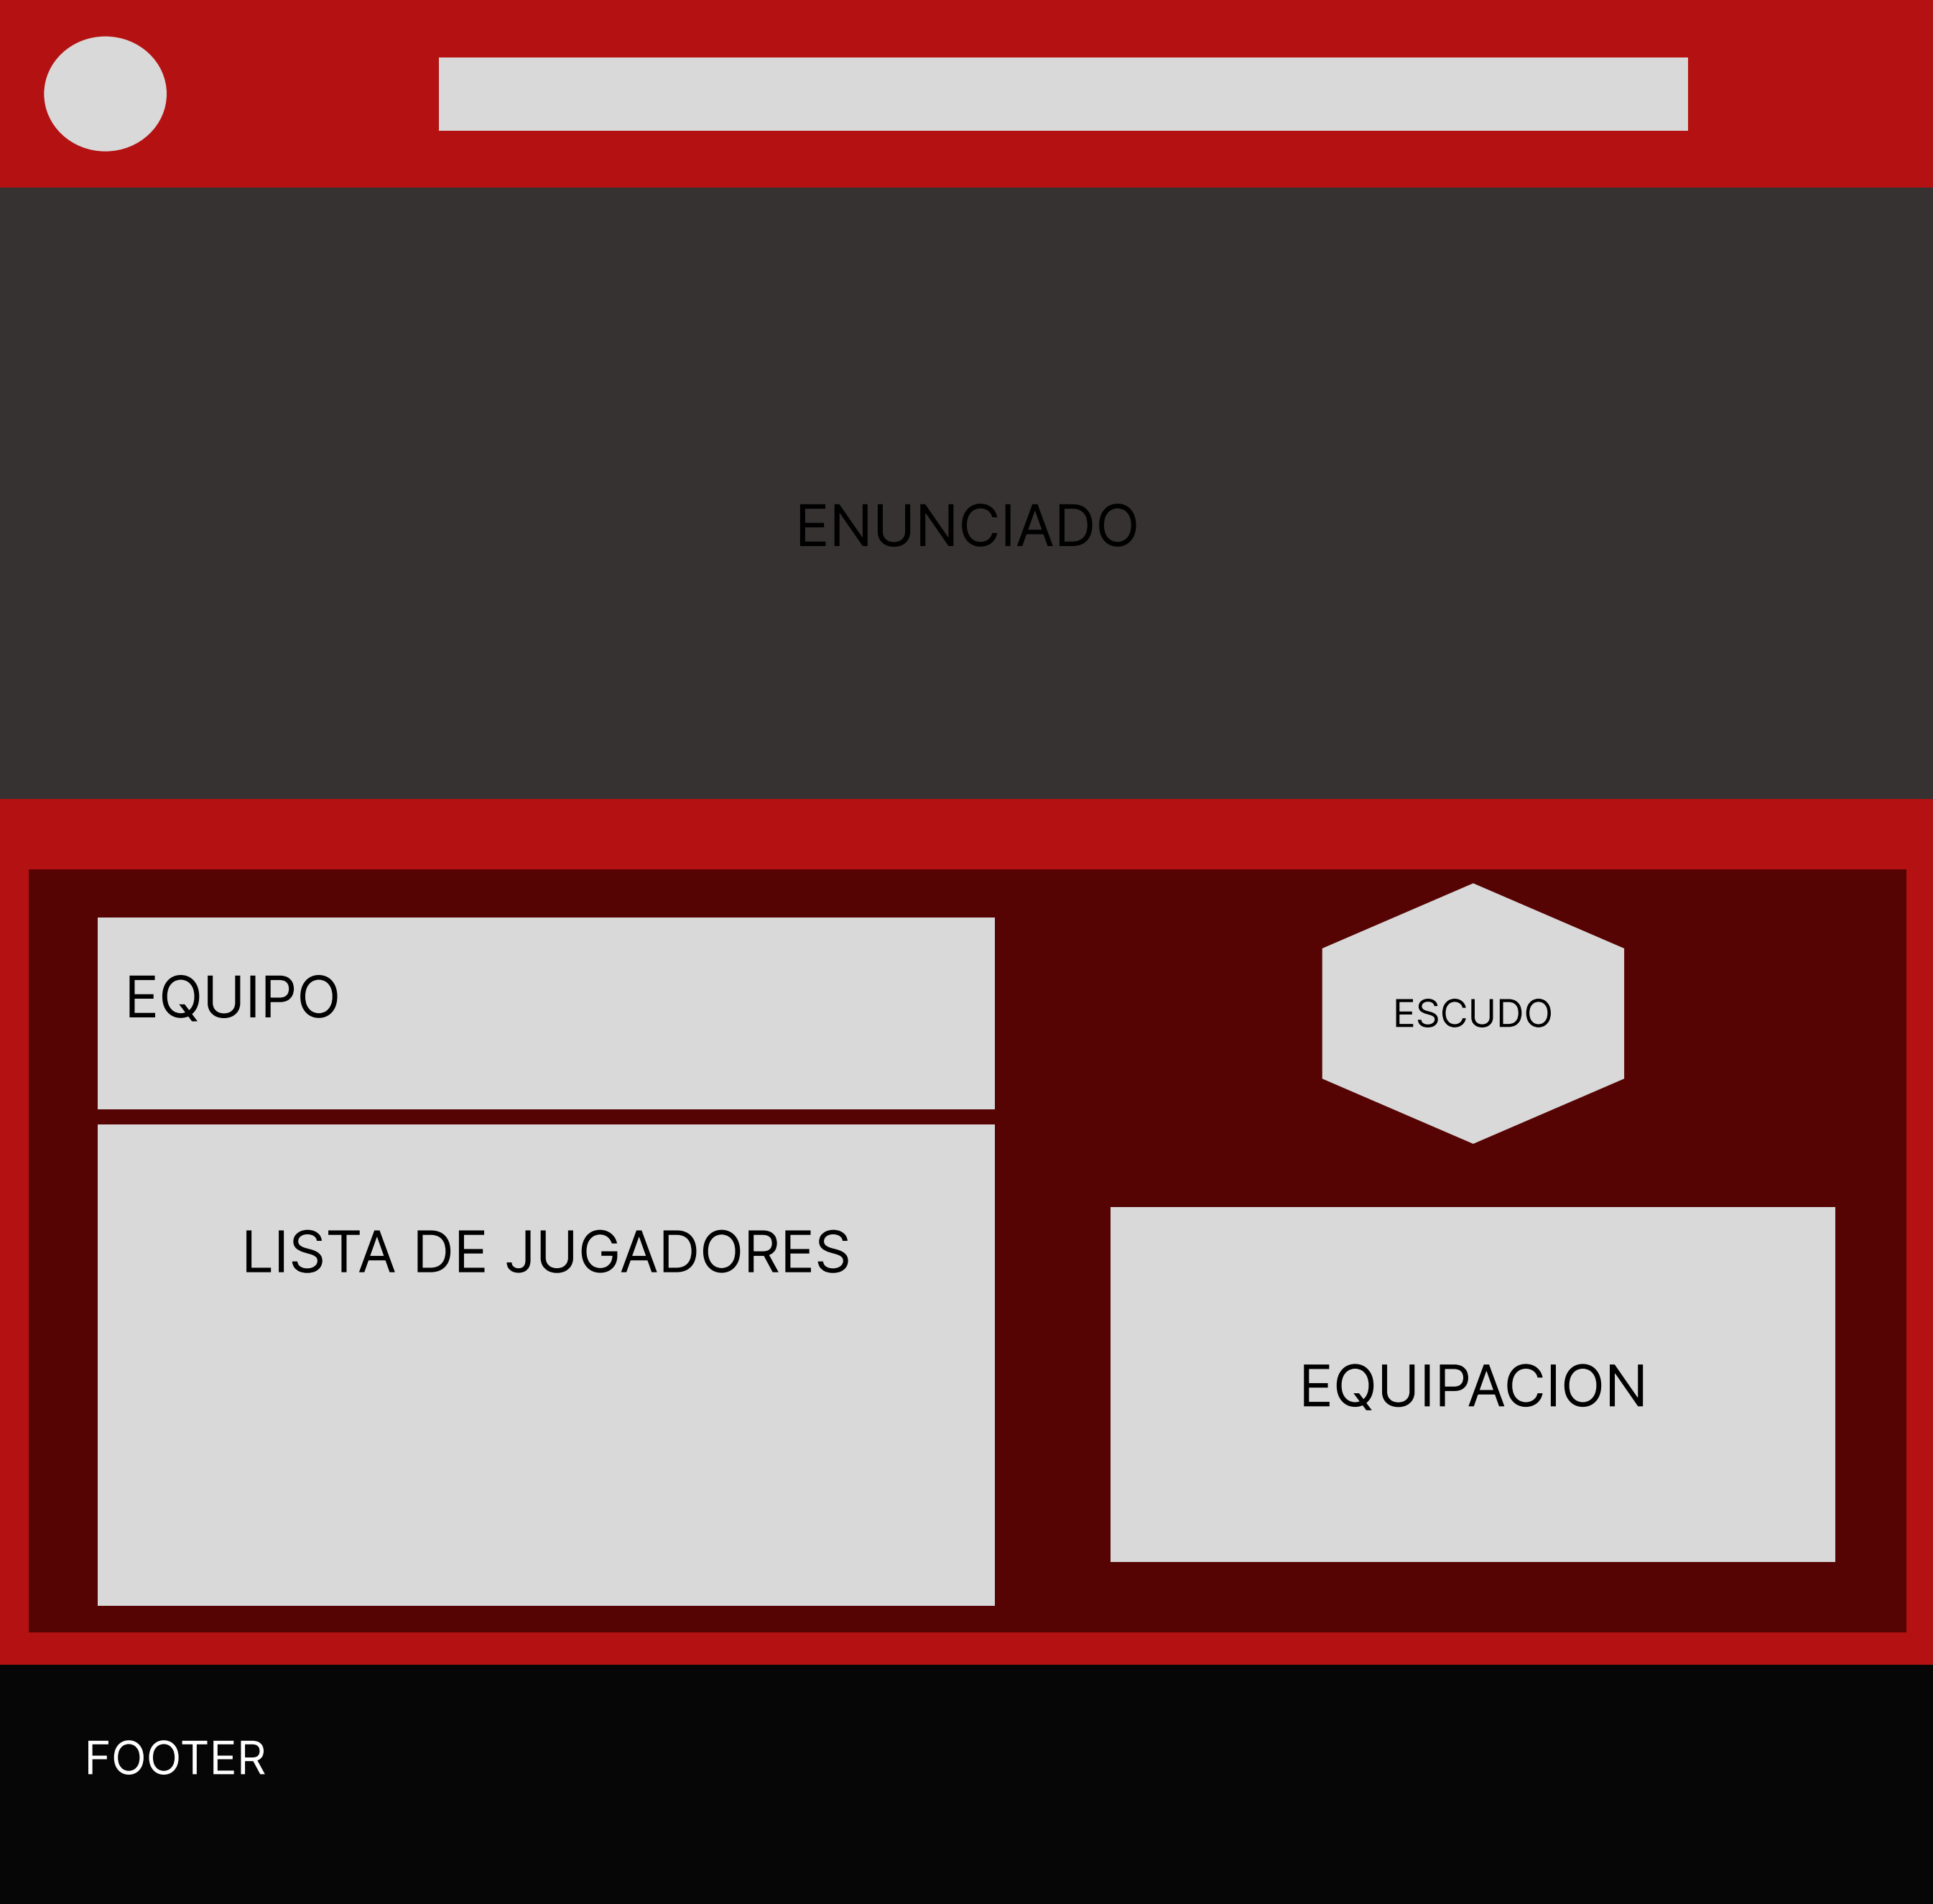 ENUNCIADO
EQUIPO
ESCUDO
LISTA DE JUGADORES
EQUIPACION
FOOTER